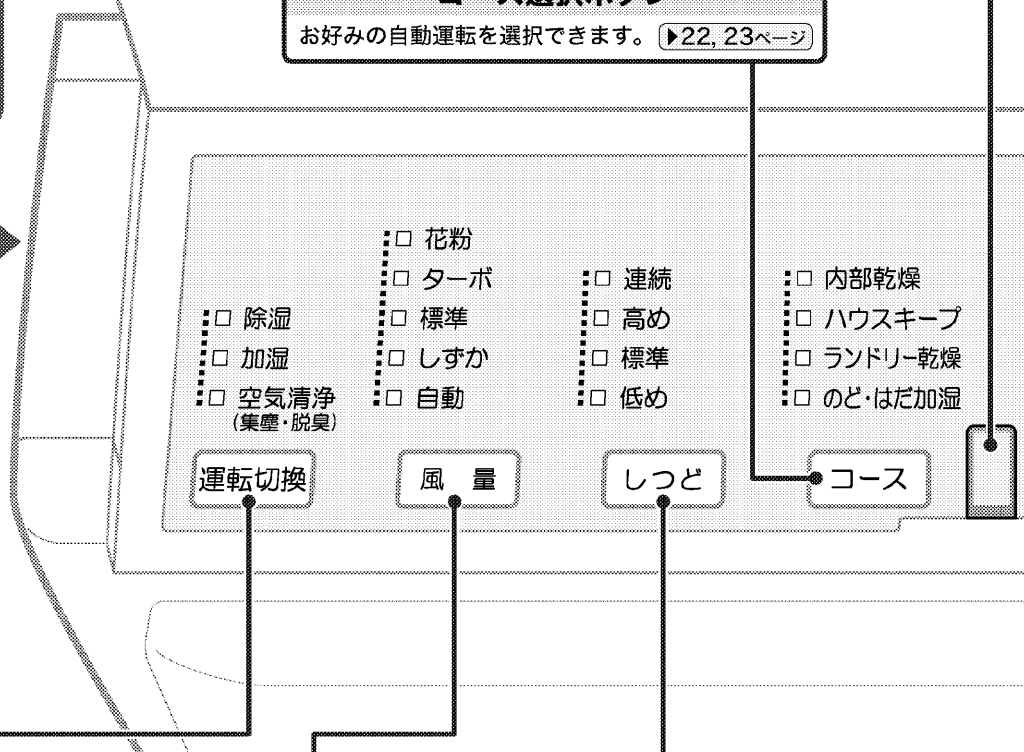 お好みの自動運転を選択できます。 ▶22, 23ページ
花粉
ターボ
標準
しずか
自動
除湿
加湿
空気清浄
(集塵・脱臭)
連続
高め
標準
低め
内部乾燥
ハウスキープ
ランドリー乾燥
のど・はだ加湿
運転切換
風 量
しつど
コース